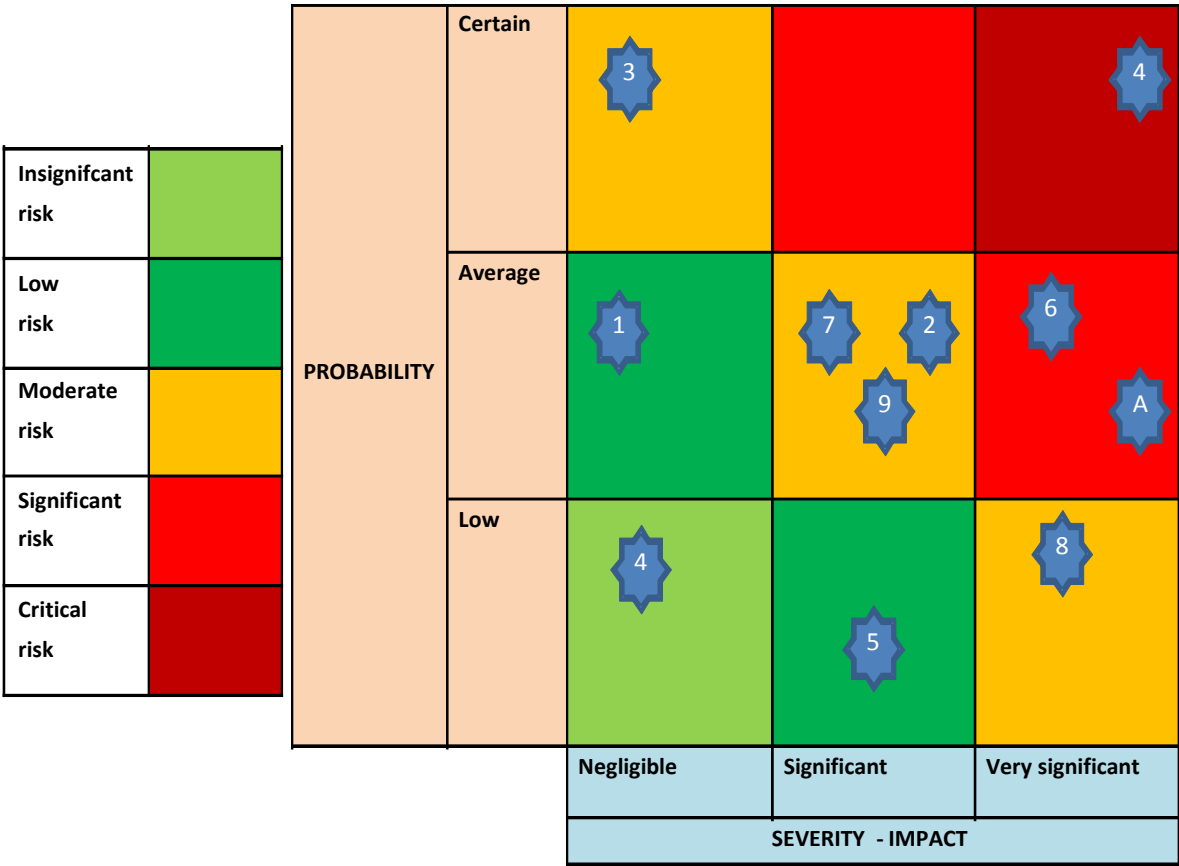 Insignifcant
risk
Low
risk
Moderate
risk
Significant
risk
Critical
risk
PROBABILITY
Certain
3
4
Average
1
7
2
9
6
A
Low
4
5
8
Negligible
Significant
Very significant
SEVERITY - IMPACT